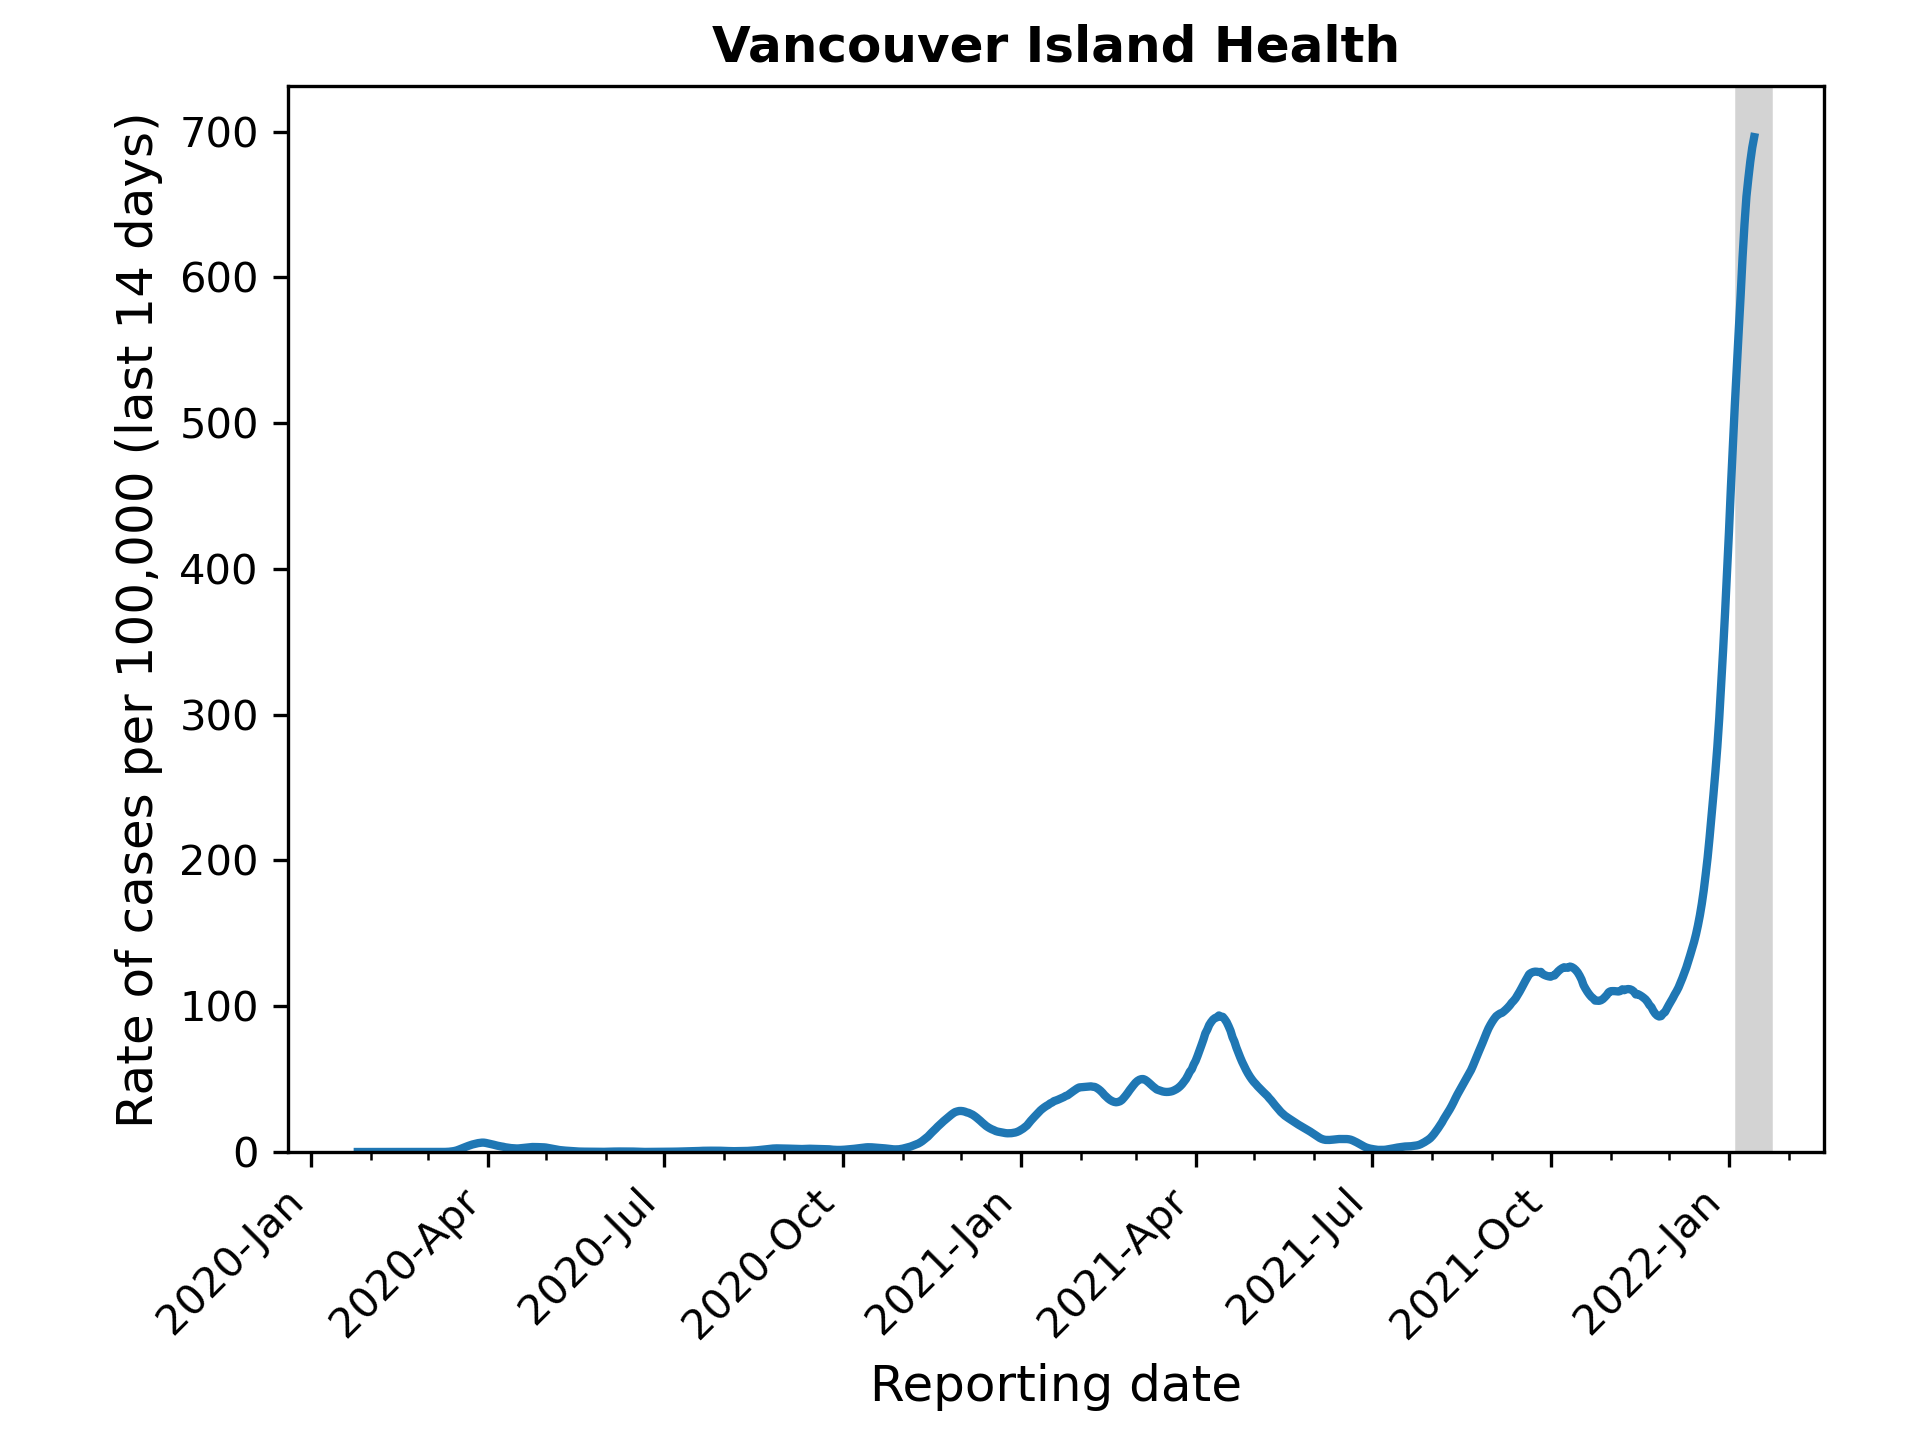 Vancouver Island Health
Rate of cases per 100,000 (last 14 days)
700
600
500
400
300
200
100
0
2020-Jan
2020-Apr
2020-Jul
2020-Oct
2021-Jan
2021-Apr
2021-Jul
2021-Oct
2022-Jan
Reporting date